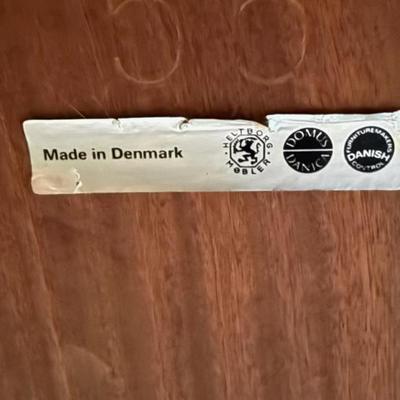 Made in Denmark
HELTBORG
MØBLER
DOMUS
DANICA
FURNITUREMAKERS
DANISH
CONTROL